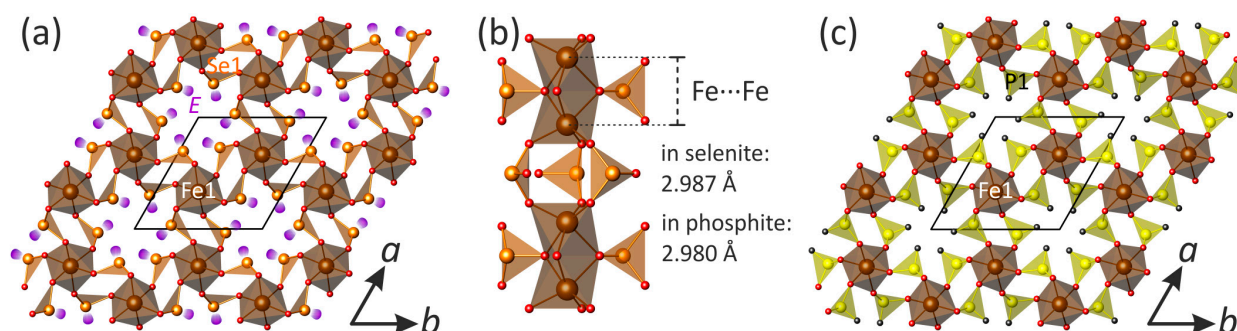 (a)
Se1
E
Fe1
a
b
(b)
Fe···Fe
in selenite:
2.987 Å
in phosphite:
2.980 Å
(c)
P1
Fe1
a
b